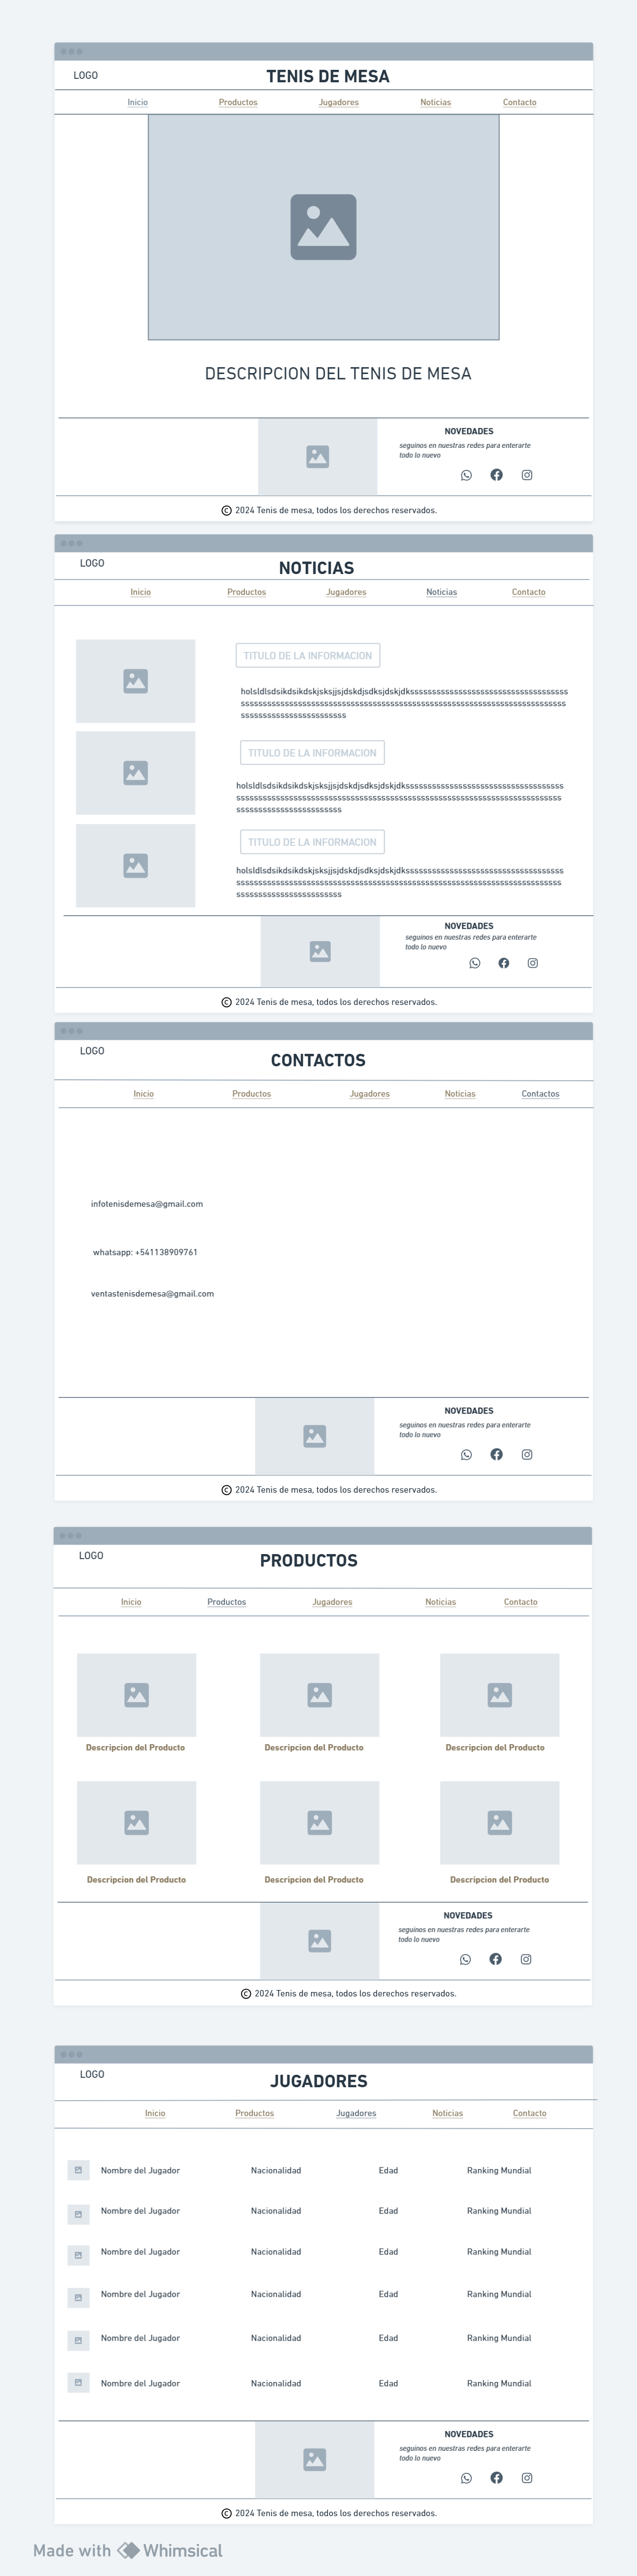 LOGO
TENIS DE MESA
Inicio Productos Jugadores Noticias Contacto
DESCRIPCION DEL TENIS DE MESA
NOVEDADES
seguinos en nuestras redes para enterarte
todo lo nuevo
© 2024 Tenis de mesa, todos los derechos reservados.
LOGO
NOTICIAS
Inicio Productos Jugadores Noticias Contacto
TITULO DE LA INFORMACION
holsldlsdsikdsikdskjsksjjsjdskdjsdksjdskjdkssssssssssssssssssssssssssssssssssss
ssssssssssssssssssssssssssssssssssssssssssssssssssssssssssssssssssssssssss
ssssssssssssssssssssssss
TITULO DE LA INFORMACION
holsldlsdsikdsikdskjsksjjsjdskdjsdksjdskjdkssssssssssssssssssssssssssssssssssss
ssssssssssssssssssssssssssssssssssssssssssssssssssssssssssssssssssssssssss
ssssssssssssssssssssssss
TITULO DE LA INFORMACION
holsldlsdsikdsikdskjsksjjsjdskdjsdksjdskjdkssssssssssssssssssssssssssssssssssss
ssssssssssssssssssssssssssssssssssssssssssssssssssssssssssssssssssssssssss
ssssssssssssssssssssssss
NOVEDADES
seguinos en nuestras redes para enterarte
todo lo nuevo
© 2024 Tenis de mesa, todos los derechos reservados.
LOGO
CONTACTOS
Inicio Productos Jugadores Noticias Contactos
infotenisdemesa@gmail.com
whatsapp: +541138909761
ventastenisdemesa@gmail.com
NOVEDADES
seguinos en nuestras redes para enterarte
todo lo nuevo
© 2024 Tenis de mesa, todos los derechos reservados.
LOGO
PRODUCTOS
Inicio Productos Jugadores Noticias Contacto
Descripcion del Producto Descripcion del Producto Descripcion del Producto
Descripcion del Producto Descripcion del Producto Descripcion del Producto
NOVEDADES
seguinos en nuestras redes para enterarte
todo lo nuevo
© 2024 Tenis de mesa, todos los derechos reservados.
LOGO
JUGADORES
Inicio Productos Jugadores Noticias Contacto
Nombre del Jugador Nacionalidad Edad Ranking Mundial
Nombre del Jugador Nacionalidad Edad Ranking Mundial
Nombre del Jugador Nacionalidad Edad Ranking Mundial
Nombre del Jugador Nacionalidad Edad Ranking Mundial
Nombre del Jugador Nacionalidad Edad Ranking Mundial
Nombre del Jugador Nacionalidad Edad Ranking Mundial
NOVEDADES
seguinos en nuestras redes para enterarte
todo lo nuevo
© 2024 Tenis de mesa, todos los derechos reservados.
Made with Whimsical